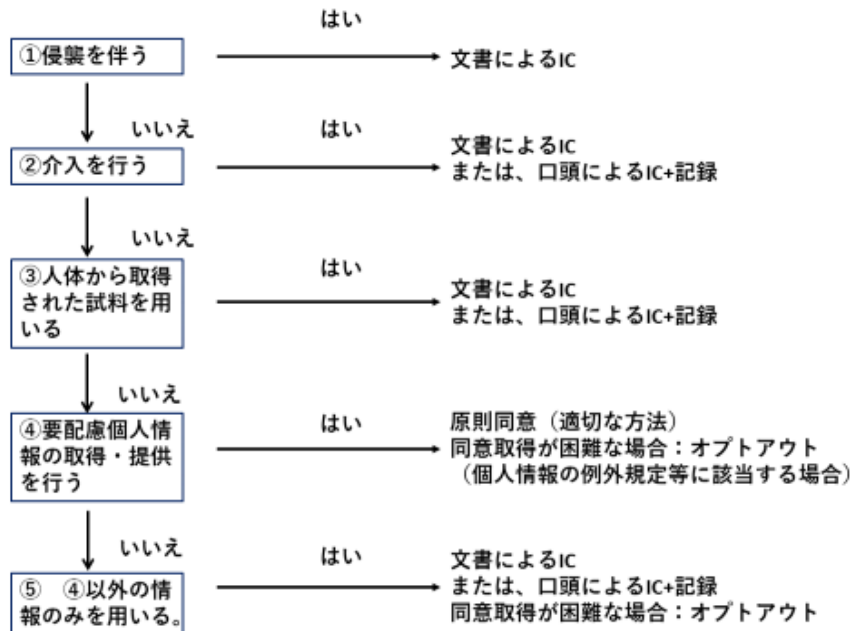 はい
①侵襲を伴う
文書によるIC
いいえ
はい
②介入を行う
文書によるIC
または、口頭によるIC+記録
いいえ
はい
③人体から取得
された試料を用
いる
文書によるIC
または、口頭によるIC+記録
いいえ
はい
④要配慮個人情
報の取得・提供
を行う
原則同意（適切な方法）
同意取得が困難な場合：オプトアウト
（個人情報の例外規定等に該当する場合）
いいえ
はい
⑤　④以外の情
報のみを用いる。
文書によるIC
または、口頭によるIC+記録
同意取得が困難な場合：オプトアウト